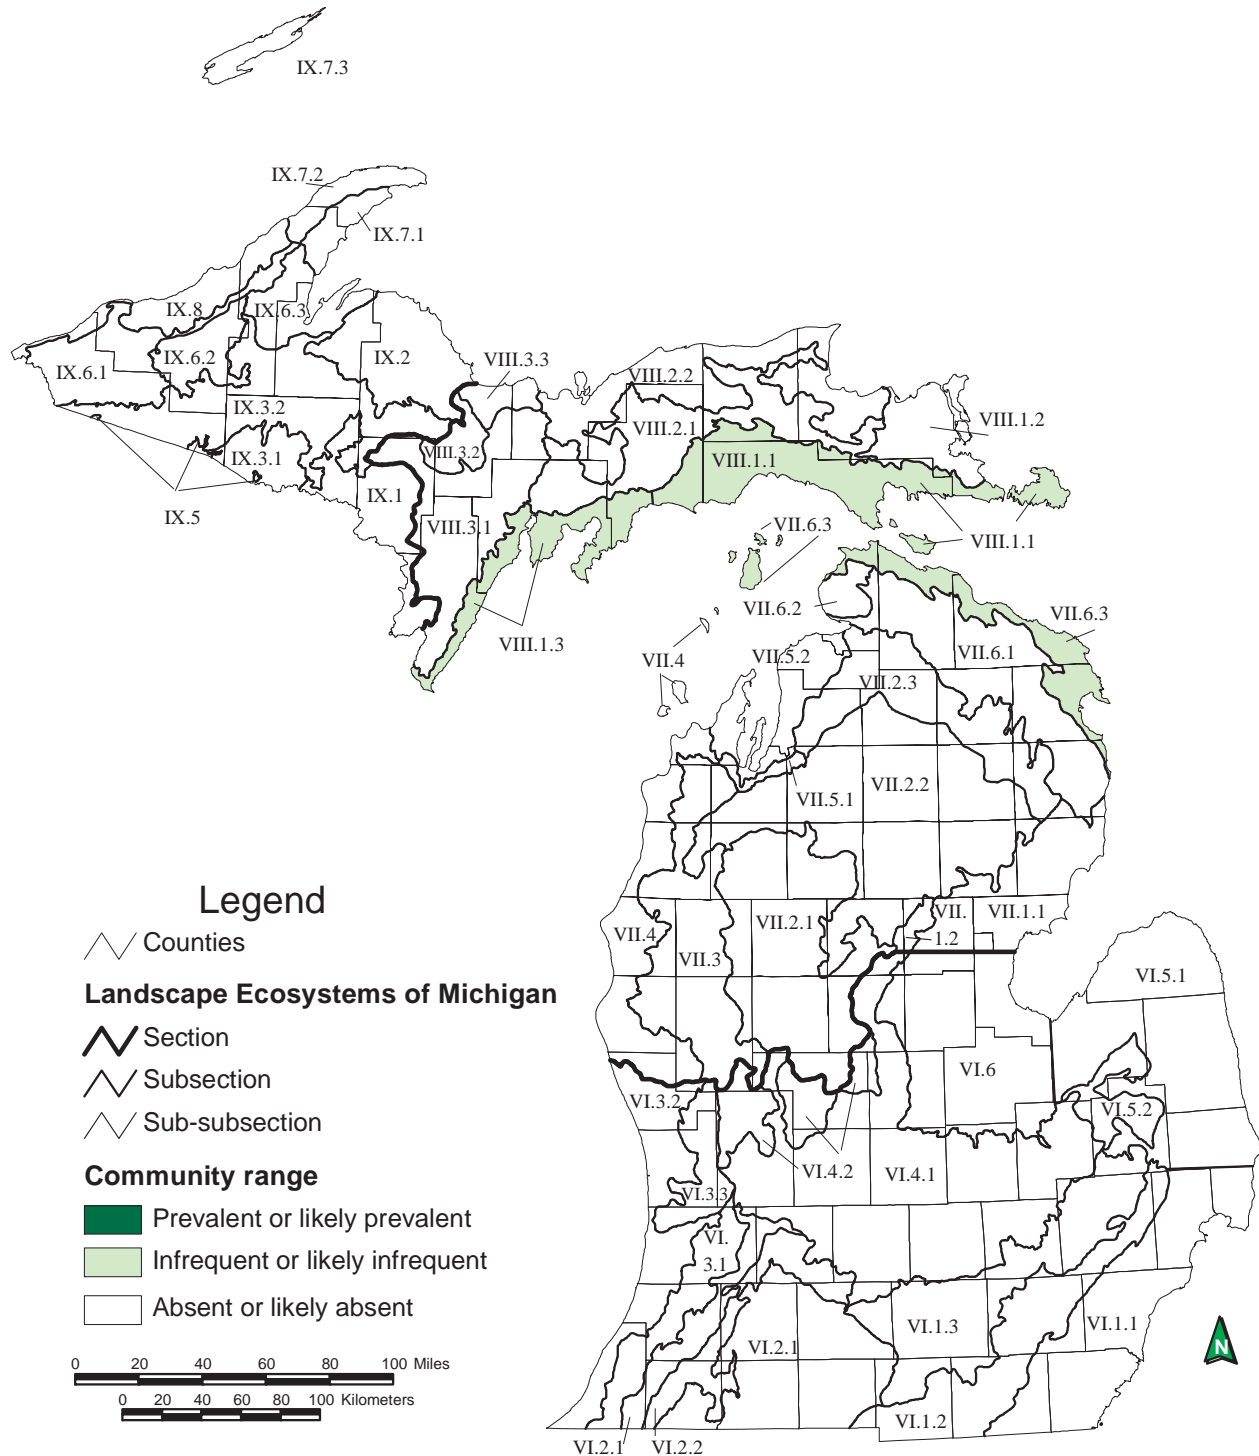 IX.7.3
IX.7.2
IX.7.1
IX.8
IX.6.3
IX.6.2
IX.6.1
IX.2
VIII.3.3
VIII.2.2
IX.3.2
VIII.2.1
VIII.1.2
IX.3.1
VIII.3.2
VIII.1.1
IX.1
IX.5
VIII.3.1
VII.6.3
VIII.1.1
VII.6.2
VII.6.3
VIII.1.3
VII.6.1
VII.5.2
VII.4
VII.2.3
VII.5.1
VII.2.2
Legend
Counties
Landscape Ecosystems of Michigan
Section
Subsection
Sub-subsection
Community range
Prevalent or likely prevalent
Infrequent or likely infrequent
Absent or likely absent
0 20 40 60 80 100 Miles
0 20 40 60 80 100 Kilometers
VII.4
VII.3
VII.2.1
VII.
1.2
VII.1.1
VI.5.1
VI.6
VI.3.2
VI.5.2
VI.4.2
VI.4.1
VI.3.3
VI.
3.1
VI.1.3
VI.1.1
VI.2.1
VI.1.2
VI.2.1
VI.2.2
N